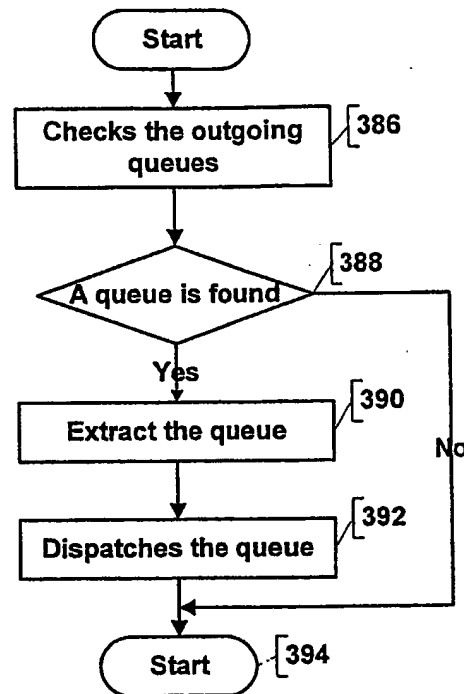 Start
Checks the outgoing
queues
386
388
A queue is found
Yes
390
Extract the queue
No
392
Dispatches the queue
Start
394